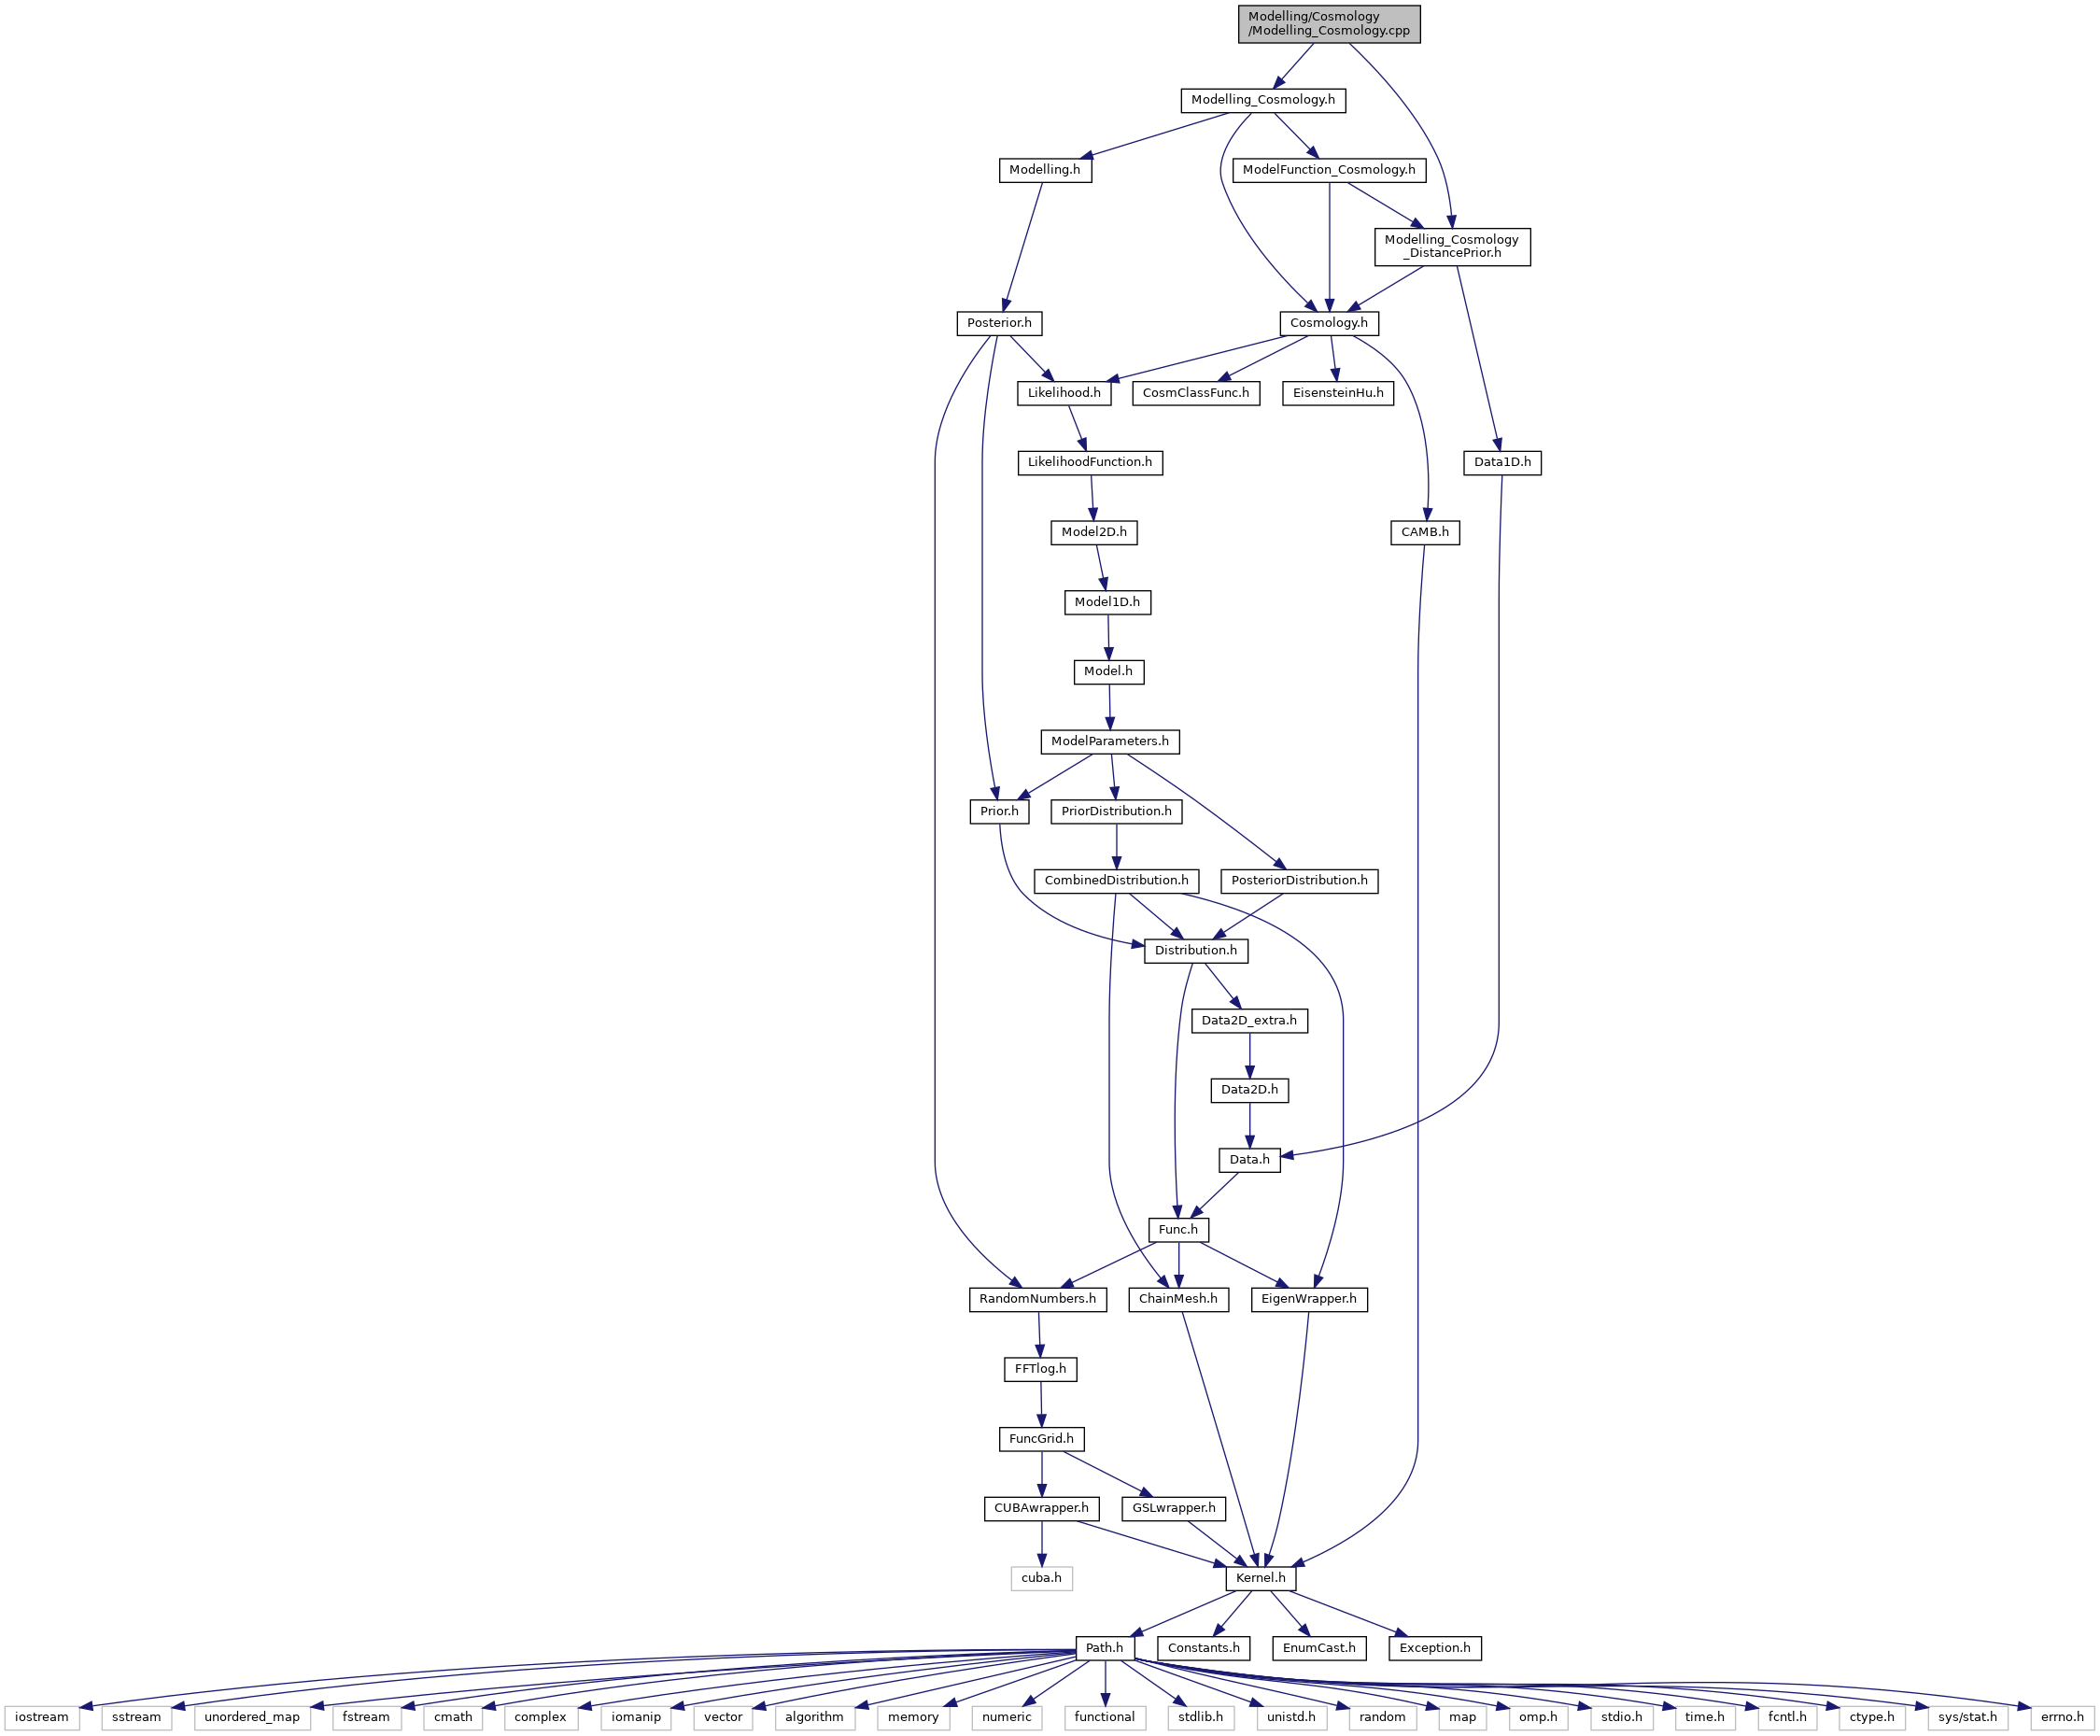 Modelling/Cosmology
/Modelling_Cosmology.cpp
Modelling_Cosmology.h
Modelling.h
ModelFunction_Cosmology.h
Modelling_Cosmology
_DistancePrior.h
Posterior.h
Cosmology.h
Likelihood.h
CosmClassFunc.h
EisensteinHu.h
LikelihoodFunction.h
Data1D.h
Model2D.h
CAMB.h
Model1D.h
Model.h
ModelParameters.h
Prior.h
PriorDistribution.h
CombinedDistribution.h
PosteriorDistribution.h
Distribution.h
Data2D_extra.h
Data2D.h
Data.h
Func.h
RandomNumbers.h
ChainMesh.h
EigenWrapper.h
FFTlog.h
FuncGrid.h
CUBAwrapper.h
GSLwrapper.h
cuba.h
Kernel.h
Path.h
Constants.h
EnumCast.h
Exception.h
iostream
sstream
unordered_map
fstream
cmath
complex
iomanip
vector
algorithm
memory
numeric
functional
stdlib.h
unistd.h
random
map
omp.h
stdio.h
time.h
fcntl.h
ctype.h
sys/stat.h
errno.h